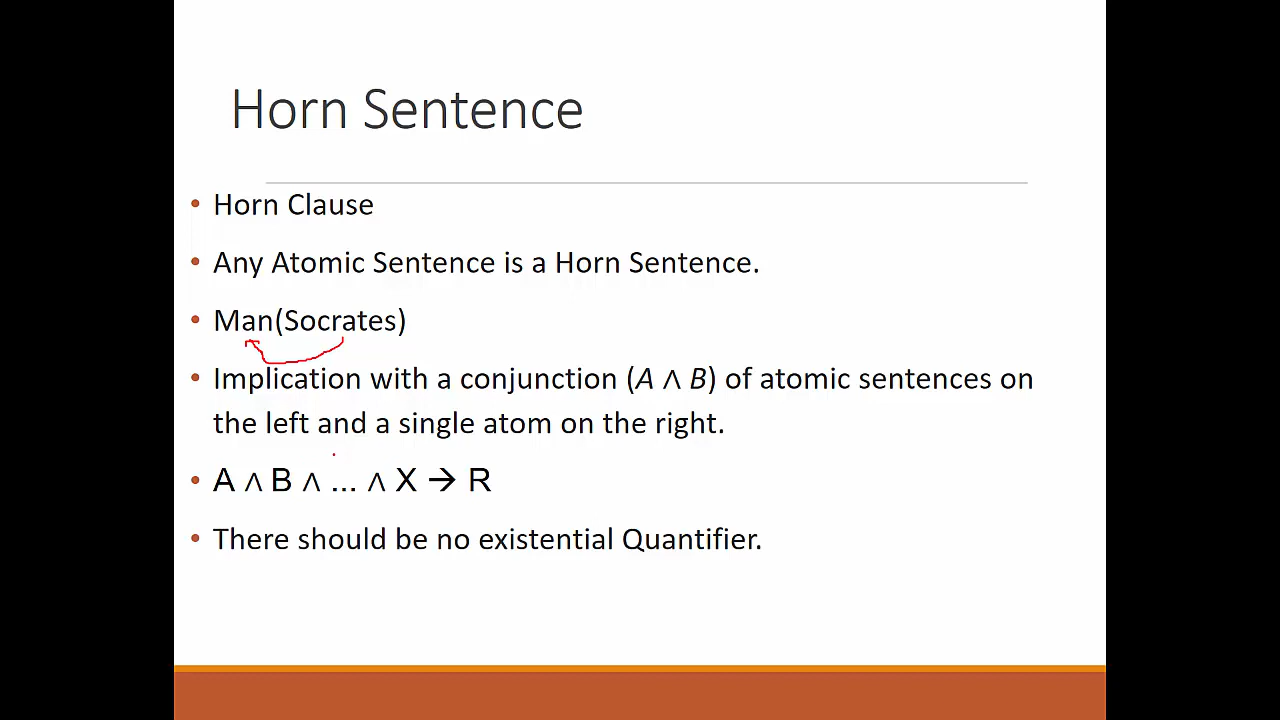 Horn Sentence
• Horn Clause
• Any Atomic Sentence is a Horn Sentence.
• Man(Socrates)
• Implication with a conjunction (A ∧ B) of atomic sentences on
the left and a single atom on the right.
• A ∧ B ∧ ... ∧ X → R
• There should be no existential Quantifier.